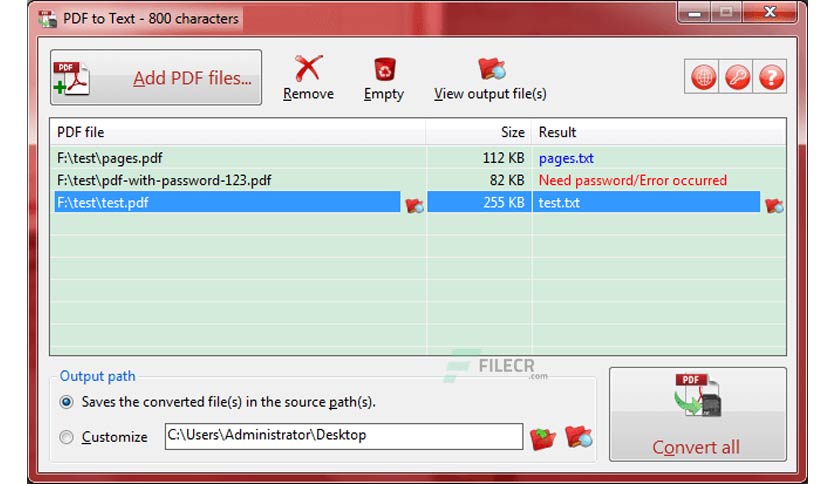 PDF to Text - 800 characters
PDF
Add PDF files...
Remove
Empty
View output file(s)
PDF file Size Result
F:\test\pages.pdf 112 KB pages.txt
F:\test\pdf-with-password-123.pdf 82 KB Need password/Error occurred
F:\test\test.pdf 255 KB test.txt
FILECR
.com
Output path
Saves the converted file(s) in the source path(s).
Customize C:\Users\Administrator\Desktop
PDF
Convert all